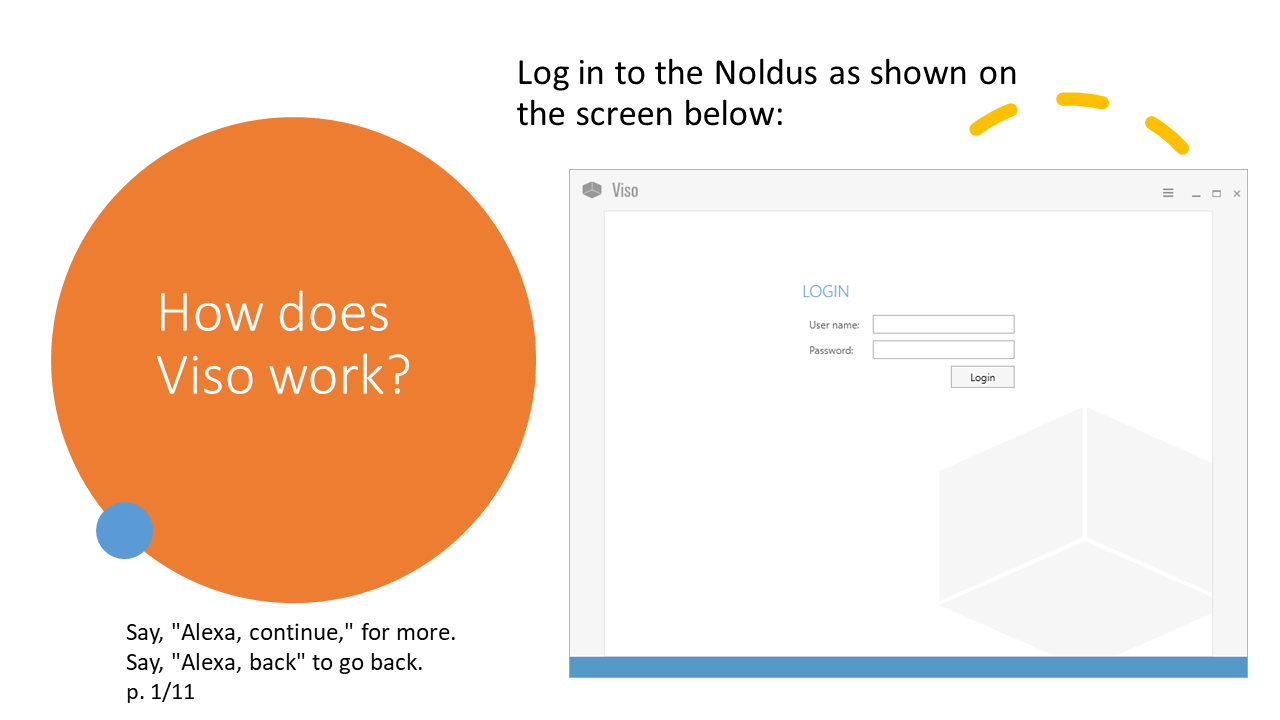 Log in to the Noldus as shown on
the screen below:
How does
Viso work?
Viso
LOGIN
User name:
Password:
Login
Say, "Alexa, continue," for more.
Say, "Alexa, back" to go back.
p. 1/11